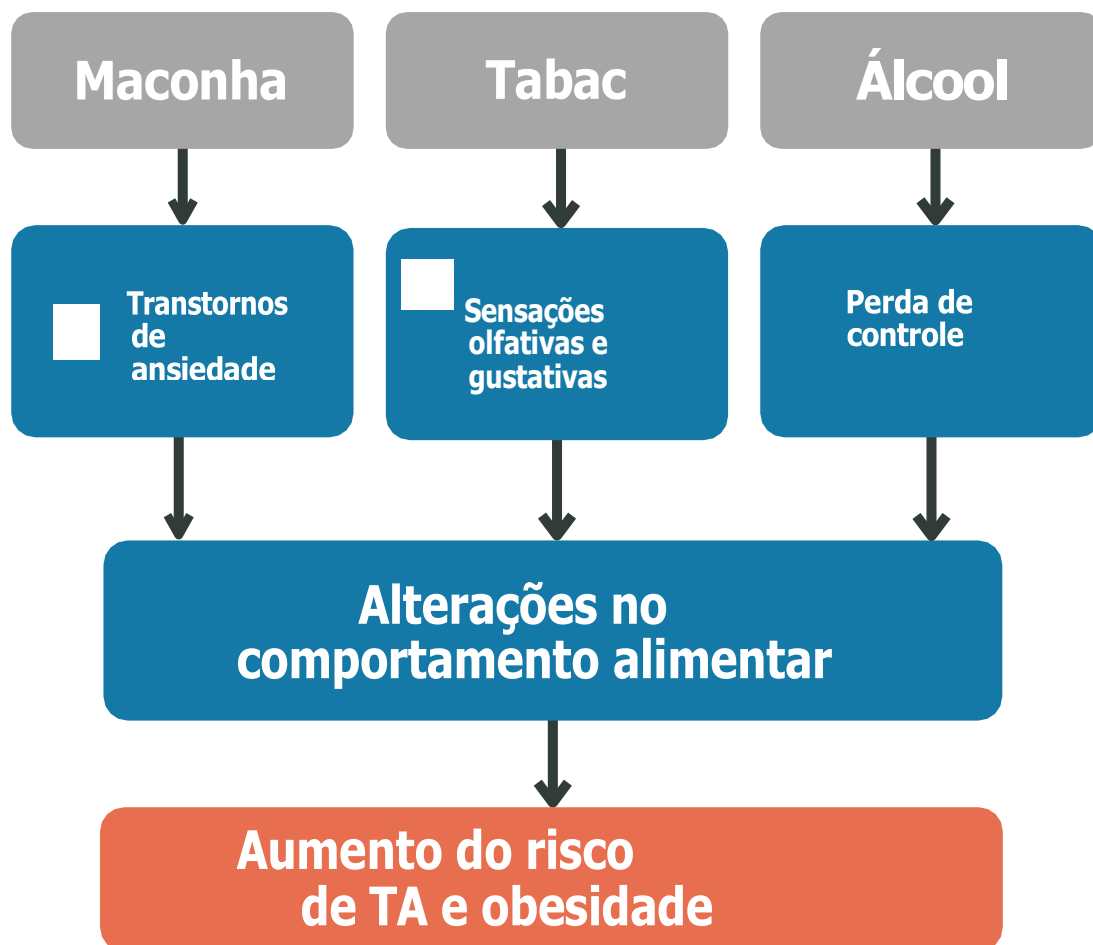 Maconha
Tabac
Álcool
Transtornos
de
ansiedade
Sensações
olfativas e
gustativas
Perda de
controle
Alterações no
comportamento alimentar
Aumento do risco
de TA e obesidade